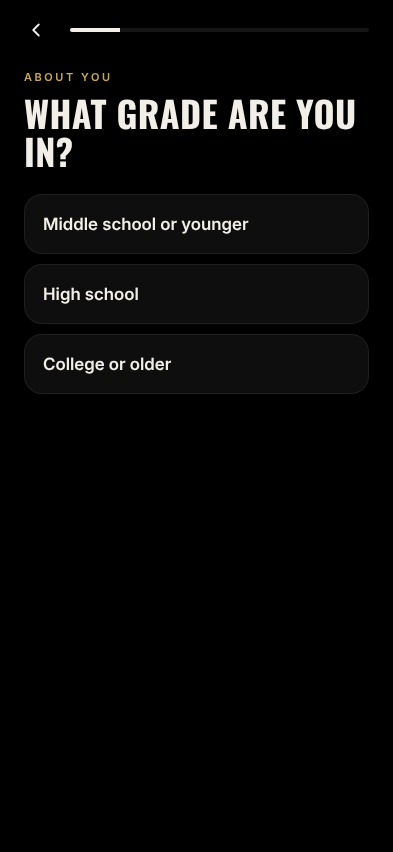 ABOUT YOU
WHAT GRADE ARE YOU
IN?
Middle school or younger
High school
College or older